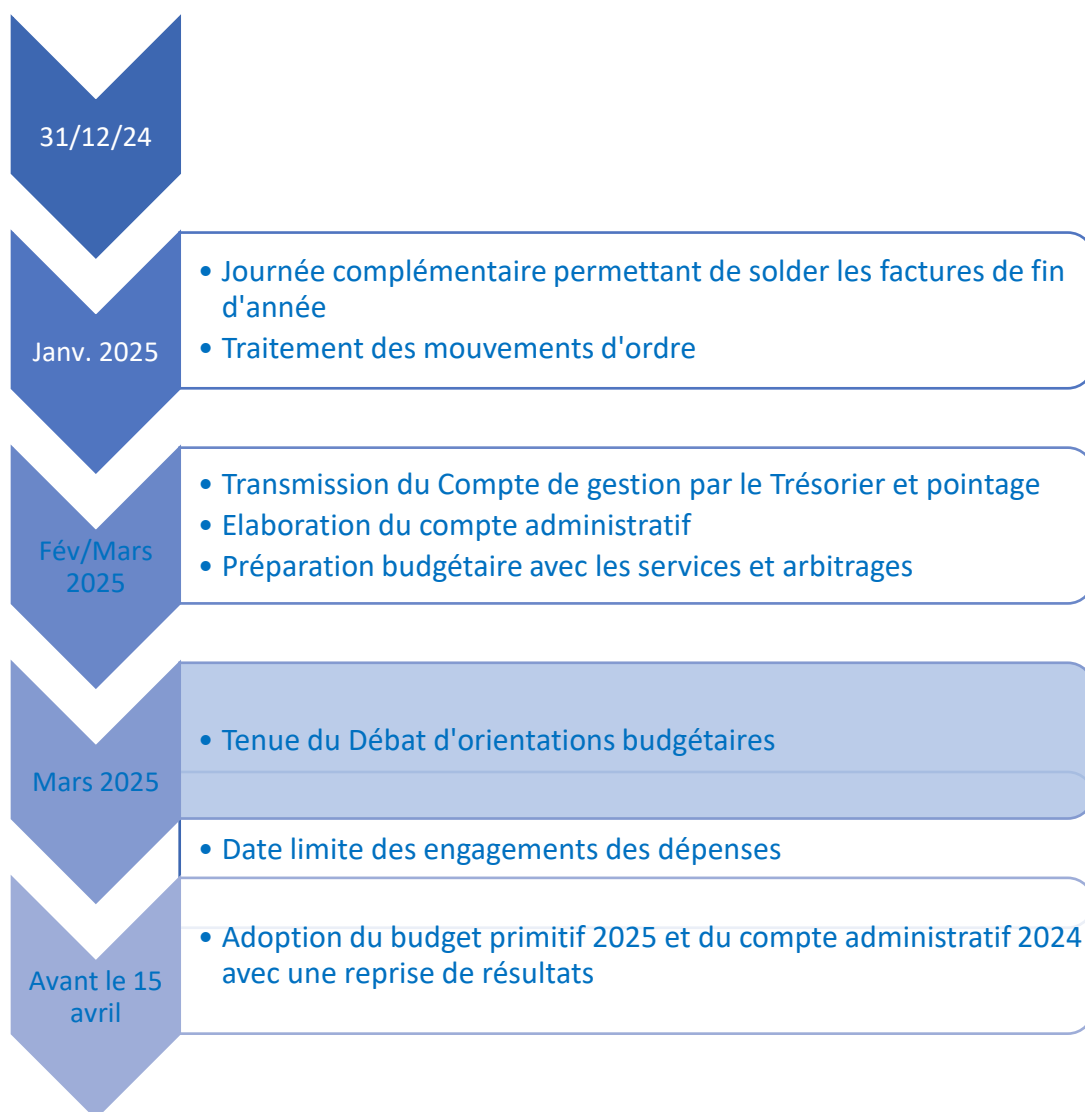 31/12/24
Janv. 2025
• Journée complémentaire permettant de solder les factures de fin
d'année
• Traitement des mouvements d'ordre
Fév/Mars
2025
• Transmission du Compte de gestion par le Trésorier et pointage
• Elaboration du compte administratif
• Préparation budgétaire avec les services et arbitrages
Mars 2025
• Tenue du Débat d'orientations budgétaires
• Date limite des engagements des dépenses
Avant le 15
avril
• Adoption du budget primitif 2025 et du compte administratif 2024
avec une reprise de résultats